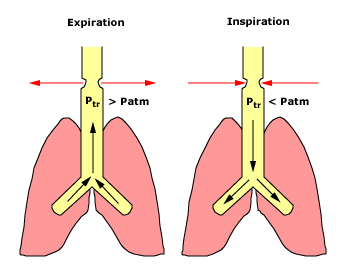 Expiration
Inspiration
Ptr > Patm
Ptr < Patm